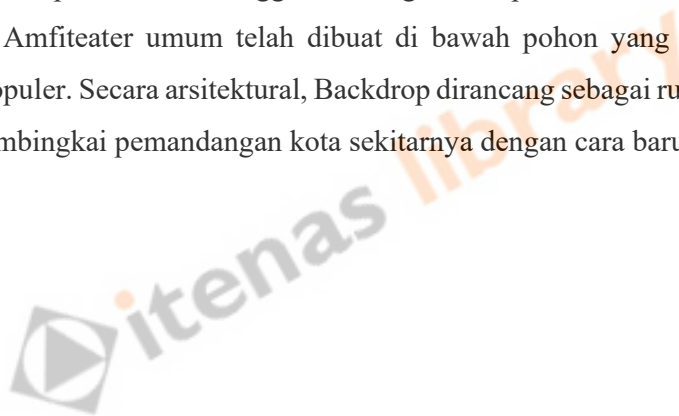 Amfiteater umum telah dibuat di bawah pohon yang
opuler. Secara arsitektural, Backdrop dirancang sebagai ru
mbingkai pemandangan kota sekitarnya dengan cara baru
itenas library